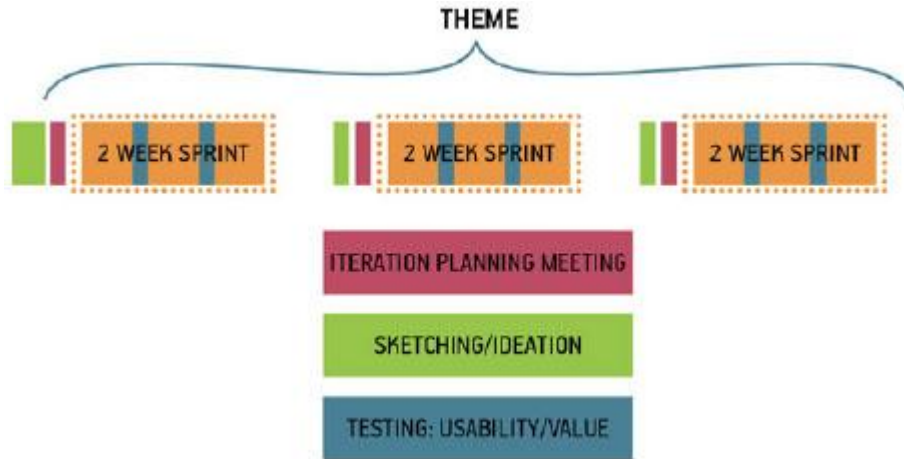 THEME
2 WEEK SPRINT 2 WEEK SPRINT 2 WEEK SPRINT
ITERATION PLANNING MEETING
SKETCHING/IDEATION
TESTING: USABILITY/VALUE